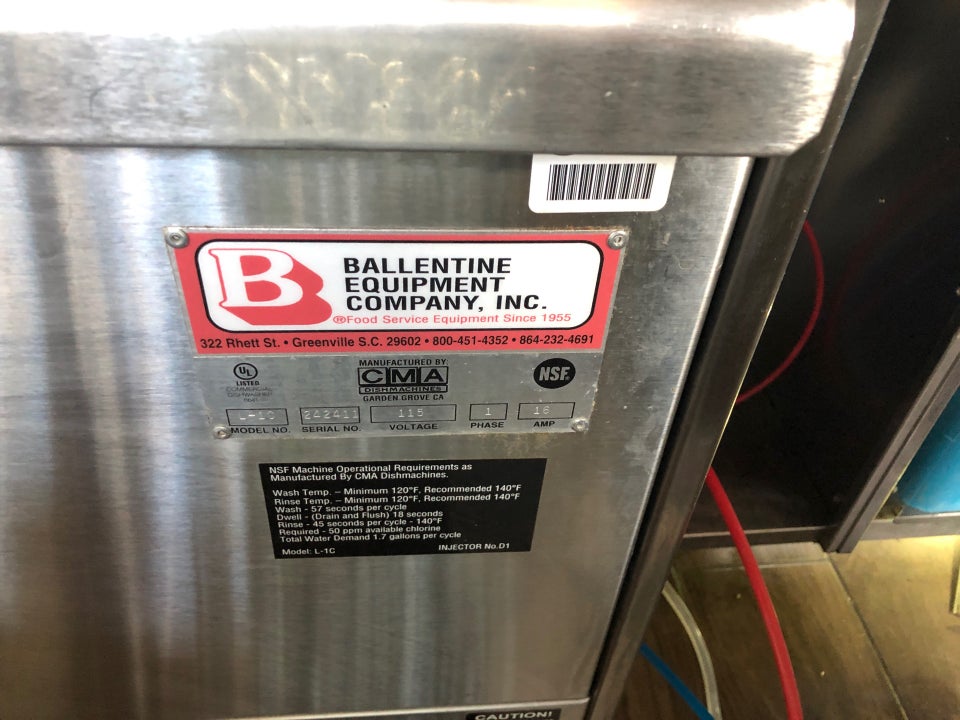 B
BALLENTINE
EQUIPMENT
COMPANY, INC.
®Food Service Equipment Since 1955
322 Rhett St. • Greenville S.C. 29602 • 800-451-4352 • 864-232-4691
UL
LISTED
COMMERCIAL
DISHWASHER
MANUFACTURED BY:
CMA
DISHMACHINES
GARDEN GROVE CA
NSF®
L-1C 242411 115 1 16
MODEL NO. SERIAL NO. VOLTAGE PHASE AMP
NSF Machine Operational Requirements as
Manufactured By CMA Dishmachines.
Wash Temp. – Minimum 120°F, Recommended 140°F
Rinse Temp. – Minimum 120°F, Recommended 140°F
Wash - 57 seconds per cycle
Dwell - (Drain and Flush) 18 seconds
Rinse - 45 seconds per cycle - 140°F
Required - 50 ppm available chlorine
Total Water Demand 1.7 gallons per cycle
Model: L-1C INJECTOR No.D1
CAUTION!